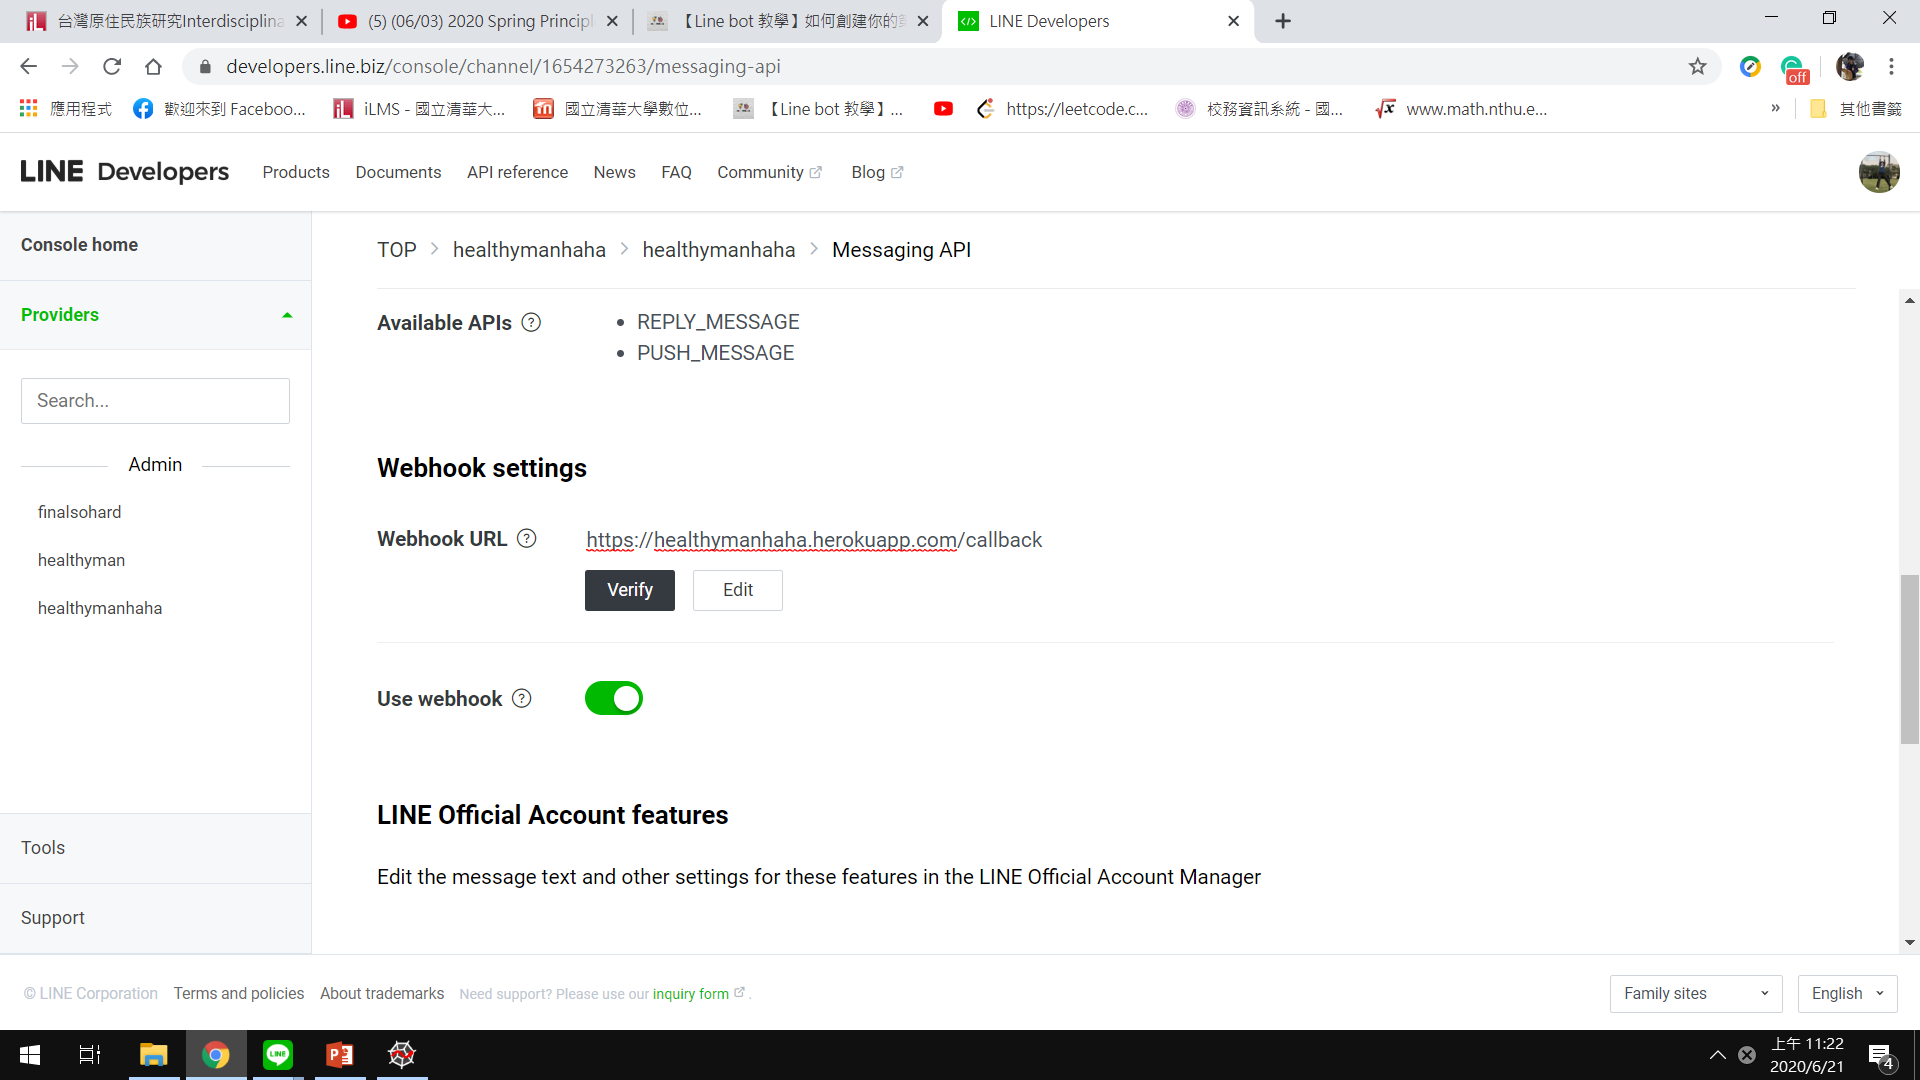 台灣原住民族研究Interdisciplina
(5) (06/03) 2020 Spring Principl
【Line bot 教學】如何創建你的
LINE Developers
developers.line.biz/console/channel/1654273263/messaging-api
off
應用程式
歡迎來到 Faceboo...
iLMS - 國立清華大...
國立清華大學數位...
【Line bot 教學】...
https://leetcode.c...
校務資訊系統 - 國...
www.math.nthu.e...
»
其他書籤
LINE Developers
Products
Documents
API reference
News
FAQ
Community
Blog
Console home
Providers
Search...
Admin
finalsohard
healthyman
healthymanhaha
Tools
Support
TOP > healthymanhaha > healthymanhaha > Messaging API
Available APIs ?
• REPLY_MESSAGE
• PUSH_MESSAGE
Webhook settings
Webhook URL ?
https://healthymanhaha.herokuapp.com/callback
Verify
Edit
Use webhook ?
LINE Official Account features
Edit the message text and other settings for these features in the LINE Official Account Manager
© LINE Corporation
Terms and policies
About trademarks
Need support? Please use our inquiry form .
Family sites
English
上午 11:22
2020/6/21
4